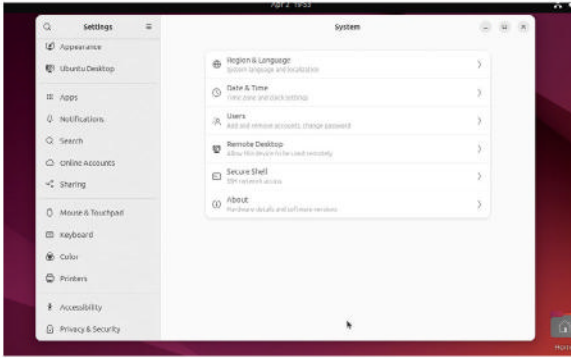 Apr 2 19:53
Settings
System
Appearance
Ubuntu Desktop
Apps
Notifications
Search
Online Accounts
Sharing
Mouse & Touchpad
Keyboard
Color
Printers
Accessibility
Privacy & Security
Region & Language
System language and localization
Date & Time
Time zone and clock settings
Users
Add and remove accounts, change password
Remote Desktop
Allow this device to be used remotely
Secure Shell
SSH network access
About
Hardware details and software versions
Home